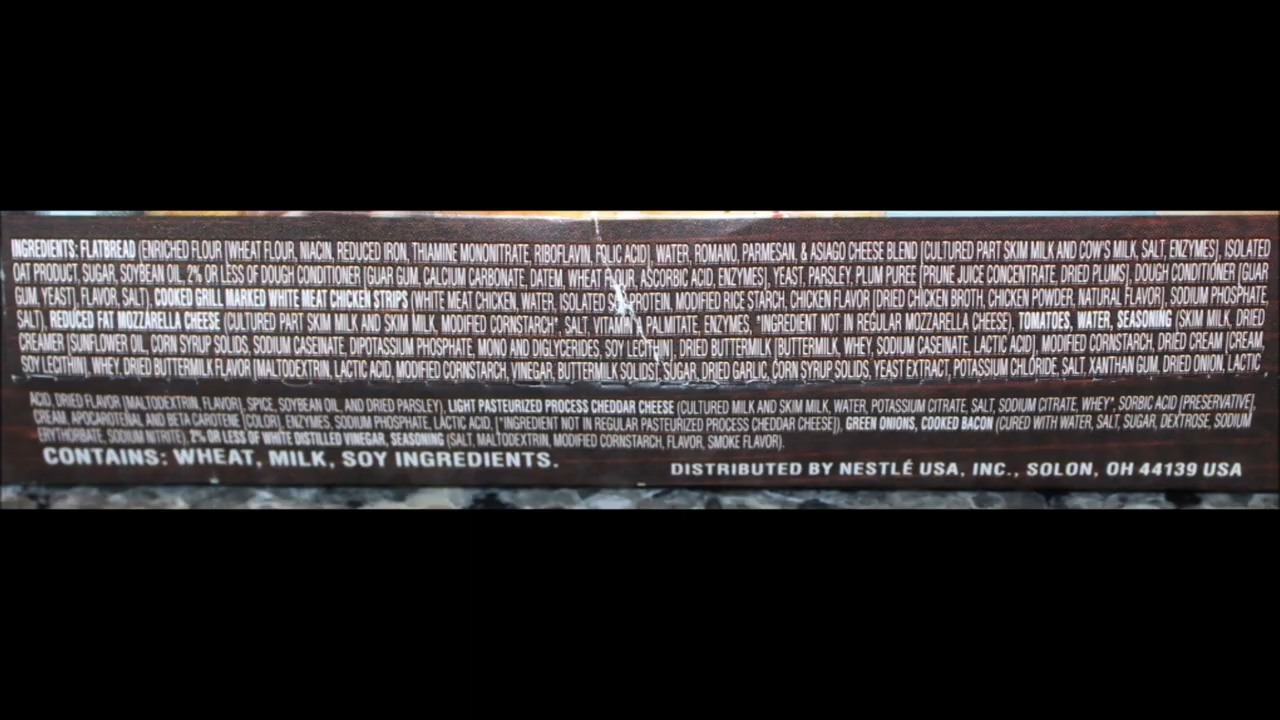 INGREDIENTS: FLATBREAD (ENRICHED FLOUR [WHEAT FLOUR, NIACIN, REDUCED IRON, THIAMINE MONONITRATE, RIBOFLAVIN, FOLIC ACID], WATER, ROMANO, PARMESAN, & ASIAGO CHEESE BLEND [CULTURED PART SKIM MILK AND COW'S MILK, SALT, ENZYMES], ISOLATED
OAT PRODUCT, SUGAR, SOYBEAN OIL, 2% OR LESS OF DOUGH CONDITIONER [GUAR GUM, CALCIUM CARBONATE, DATEM, WHEAT FLOUR, ASCORBIC ACID, ENZYMES], YEAST, PARSLEY, PLUM PUREE [PRUNE JUICE CONCENTRATE, DRIED PLUMS], DOUGH CONDITIONER [GUAR
GUM, YEAST], FLAVOR, SALT), COOKED GRILL MARKED WHITE MEAT CHICKEN STRIPS (WHITE MEAT CHICKEN, WATER, ISOLATED SOY PROTEIN, MODIFIED RICE STARCH, CHICKEN FLAVOR [DRIED CHICKEN BROTH, CHICKEN POWDER, NATURAL FLAVOR], SODIUM PHOSPHATE,
SALT), REDUCED FAT MOZZARELLA CHEESE (CULTURED PART SKIM MILK AND SKIM MILK, MODIFIED CORNSTARCH*, SALT, VITAMIN A PALMITATE, ENZYMES, *INGREDIENT NOT IN REGULAR MOZZARELLA CHEESE), TOMATOES, WATER, SEASONING (SKIM MILK, DRIED
CREAMER [SUNFLOWER OIL, CORN SYRUP SOLIDS, SODIUM CASEINATE, DIPOTASSIUM PHOSPHATE, MONO AND DIGLYCERIDES, SOY LECITHIN], DRIED BUTTERMILK [BUTTERMILK, WHEY, SODIUM CASEINATE, LACTIC ACID], MODIFIED CORNSTARCH, DRIED CREAM [CREAM,
SOY LECITHIN], WHEY, DRIED BUTTERMILK FLAVOR [MALTODEXTRIN, LACTIC ACID, MODIFIED CORNSTARCH, VINEGAR, BUTTERMILK SOLIDS], SUGAR, DRIED GARLIC, CORN SYRUP SOLIDS, YEAST EXTRACT, POTASSIUM CHLORIDE, SALT, XANTHAN GUM, DRIED ONION, LACTIC
ACID, DRIED FLAVOR [MALTODEXTRIN, FLAVOR], SPICE, SOYBEAN OIL, AND DRIED PARSLEY), LIGHT PASTEURIZED PROCESS CHEDDAR CHEESE (CULTURED MILK AND SKIM MILK, WATER, POTASSIUM CITRATE, SALT, SODIUM CITRATE, WHEY*, SORBIC ACID [PRESERVATIVE],
CREAM, APOCAROTENAL AND BETA CAROTENE [COLOR], ENZYMES, SODIUM PHOSPHATE, LACTIC ACID, [*INGREDIENT NOT IN REGULAR PASTEURIZED PROCESS CHEDDAR CHEESE]), GREEN ONIONS, COOKED BACON (CURED WITH WATER, SALT, SUGAR, DEXTROSE, SODIUM
ERYTHORBATE, SODIUM NITRITE), 2% OR LESS OF WHITE DISTILLED VINEGAR, SEASONING (SALT, MALTODEXTRIN, MODIFIED CORNSTARCH, FLAVOR, SMOKE FLAVOR).
CONTAINS: WHEAT, MILK, SOY INGREDIENTS.
DISTRIBUTED BY NESTLÉ USA, INC., SOLON, OH 44139 USA